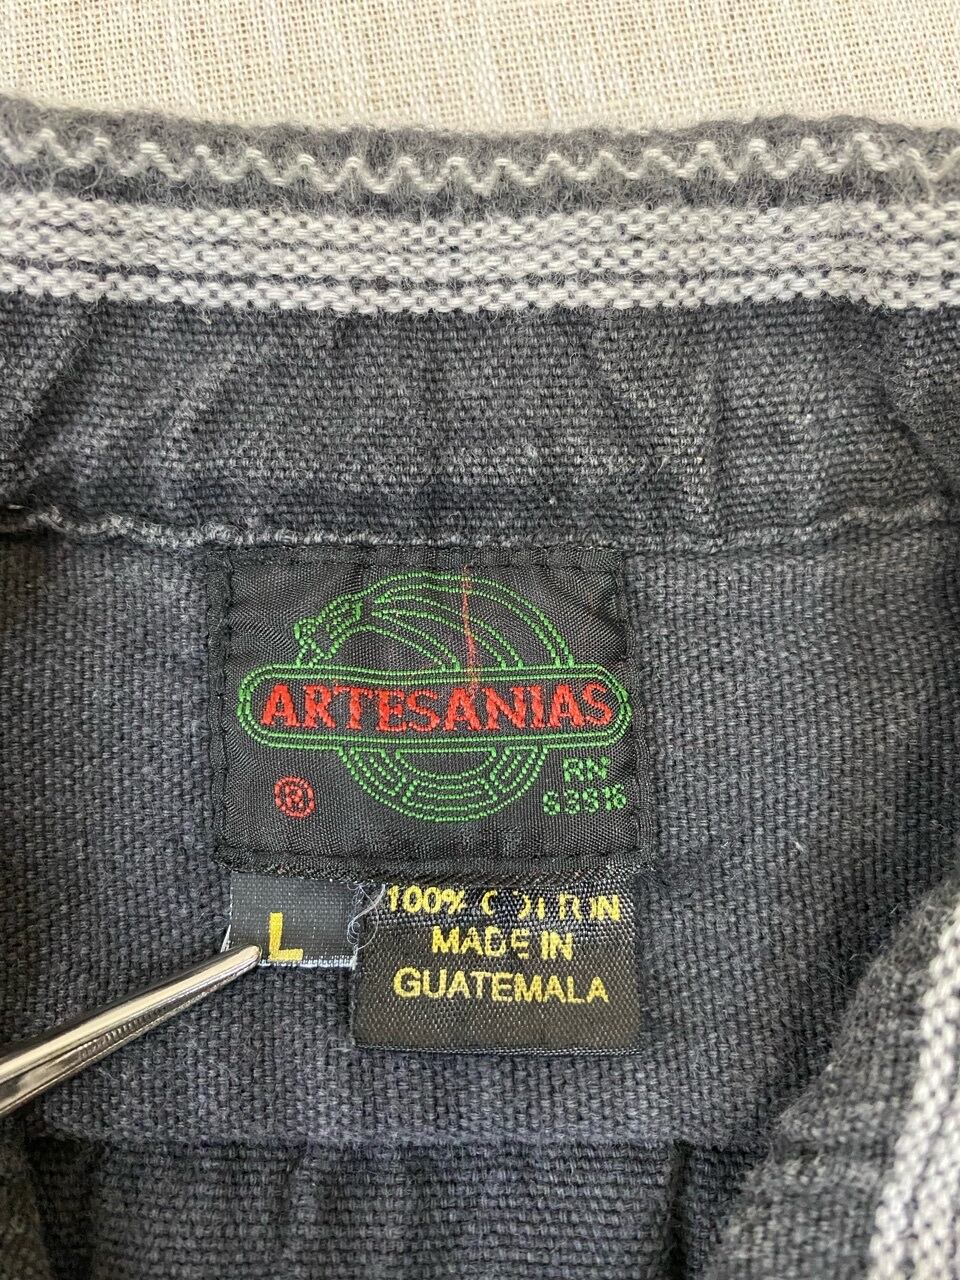 ARTESANIAS
®
RN
L
100% COTTON
MADE IN
GUATEMALA